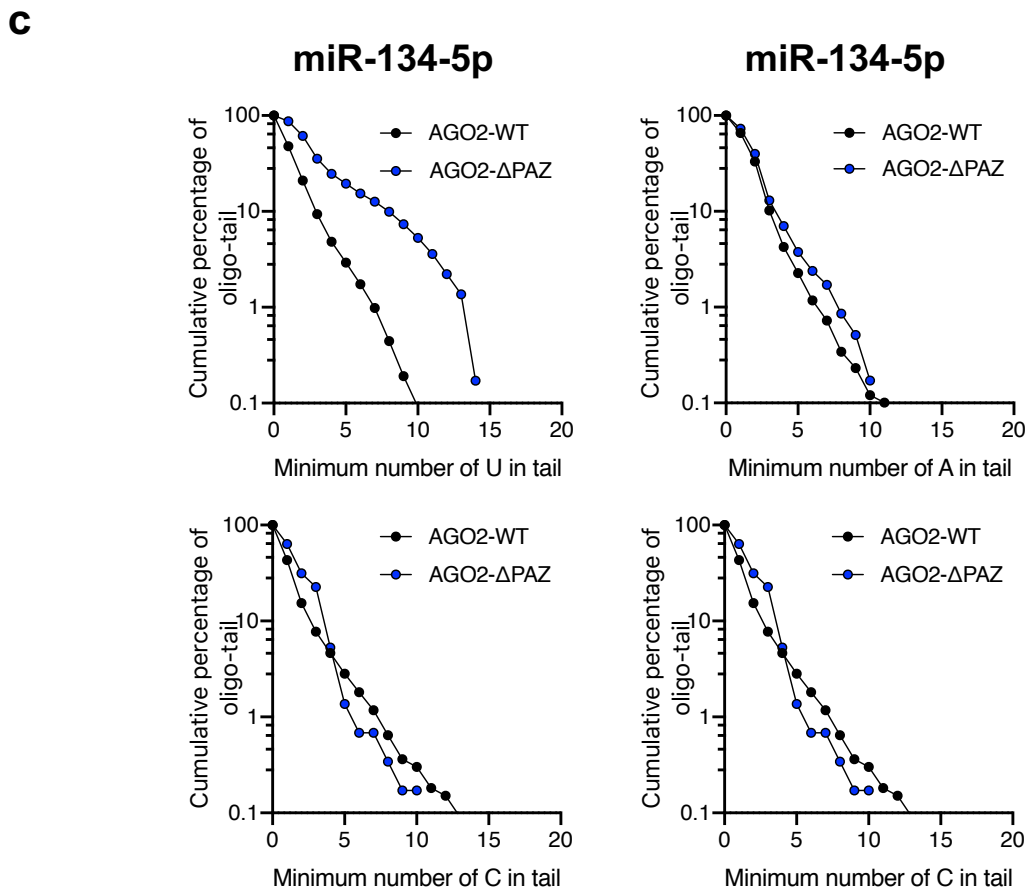 c
miR-134-5p
Cumulative percentage of
oligo-tail
100
10
1
0.1
AGO2-WT
AGO2-ΔPAZ
0 5 10 15 20
Minimum number of U in tail
miR-134-5p
Cumulative percentage of
oligo-tail
100
10
1
0.1
AGO2-WT
AGO2-ΔPAZ
0 5 10 15 20
Minimum number of A in tail
Cumulative percentage of
oligo-tail
100
10
1
0.1
AGO2-WT
AGO2-ΔPAZ
0 5 10 15 20
Minimum number of C in tail
Cumulative percentage of
oligo-tail
100
10
1
0.1
AGO2-WT
AGO2-ΔPAZ
0 5 10 15 20
Minimum number of C in tail